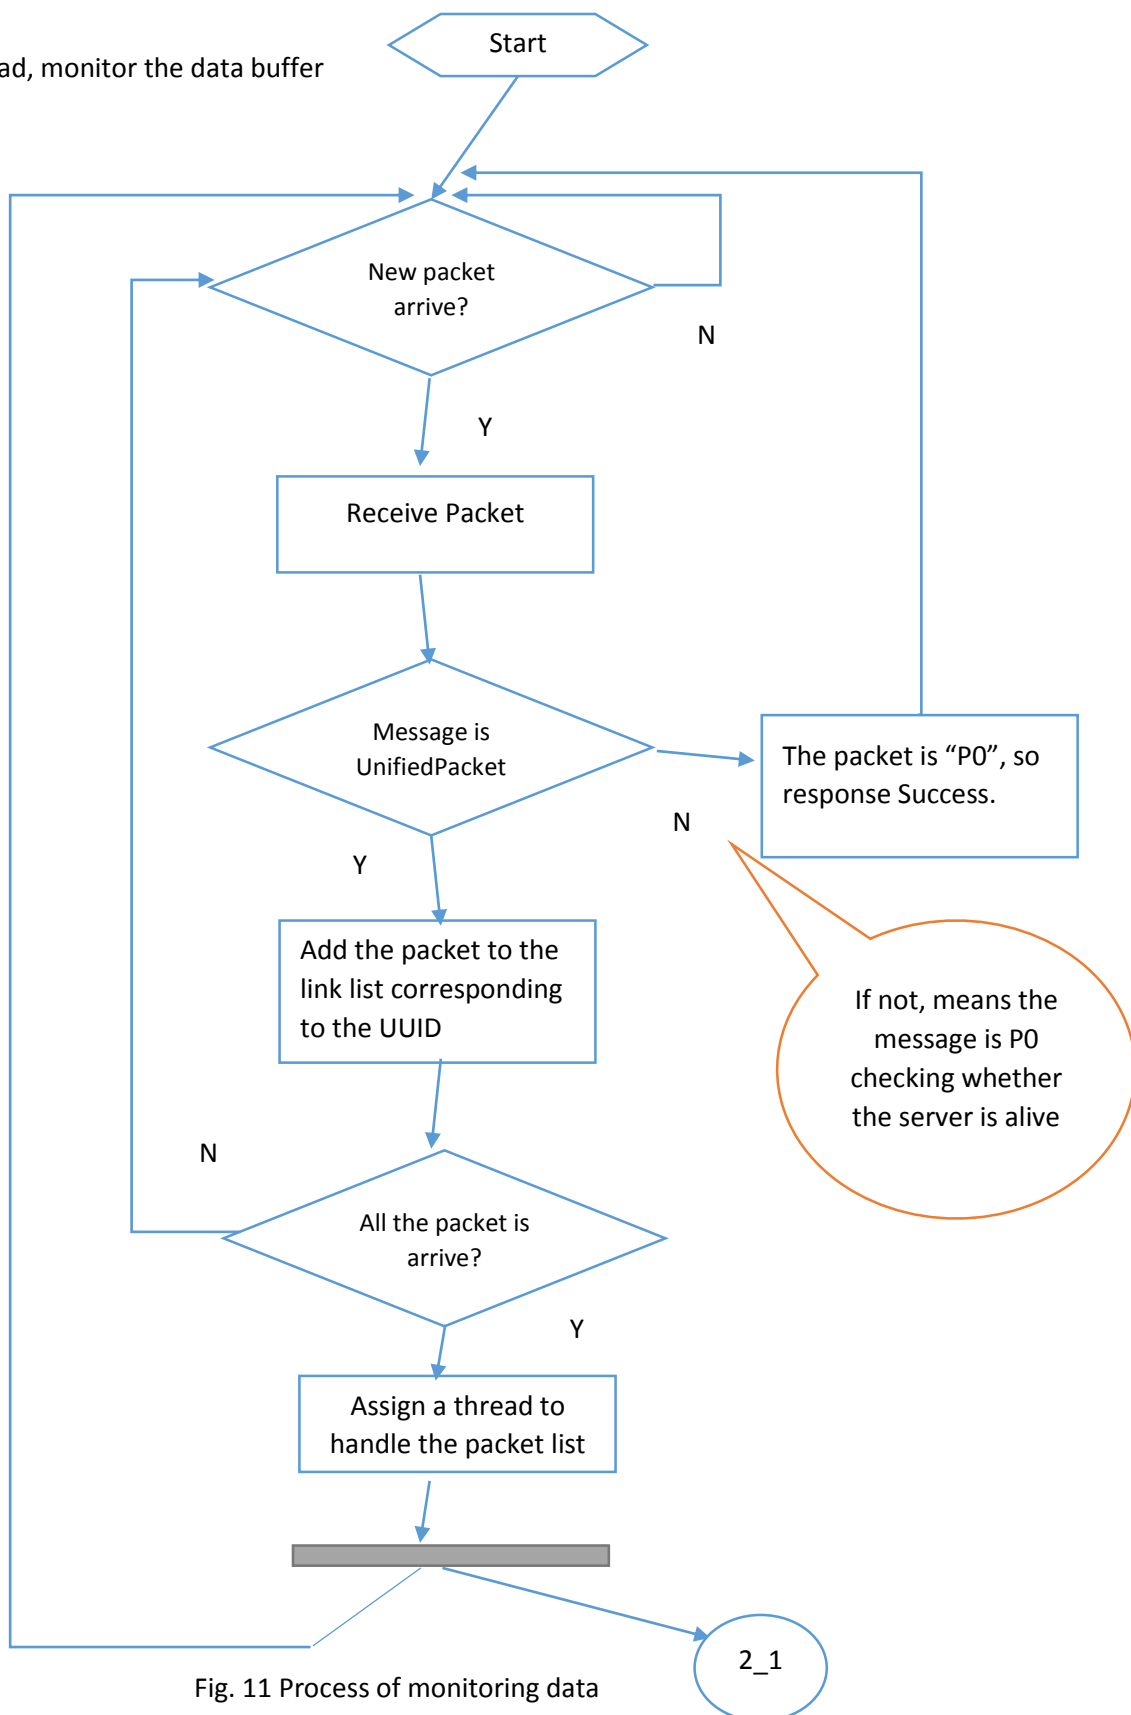 Start
ad, monitor the data buffer
New packet
arrive?
N
Y
Receive Packet
Message is
UnifiedPacket
The packet is “P0”, so
response Success.
N
Y
Add the packet to the
link list corresponding
to the UUID
If not, means the
message is P0
checking whether
the server is alive
N
All the packet is
arrive?
Y
Assign a thread to
handle the packet list
2_1
Fig. 11 Process of monitoring data